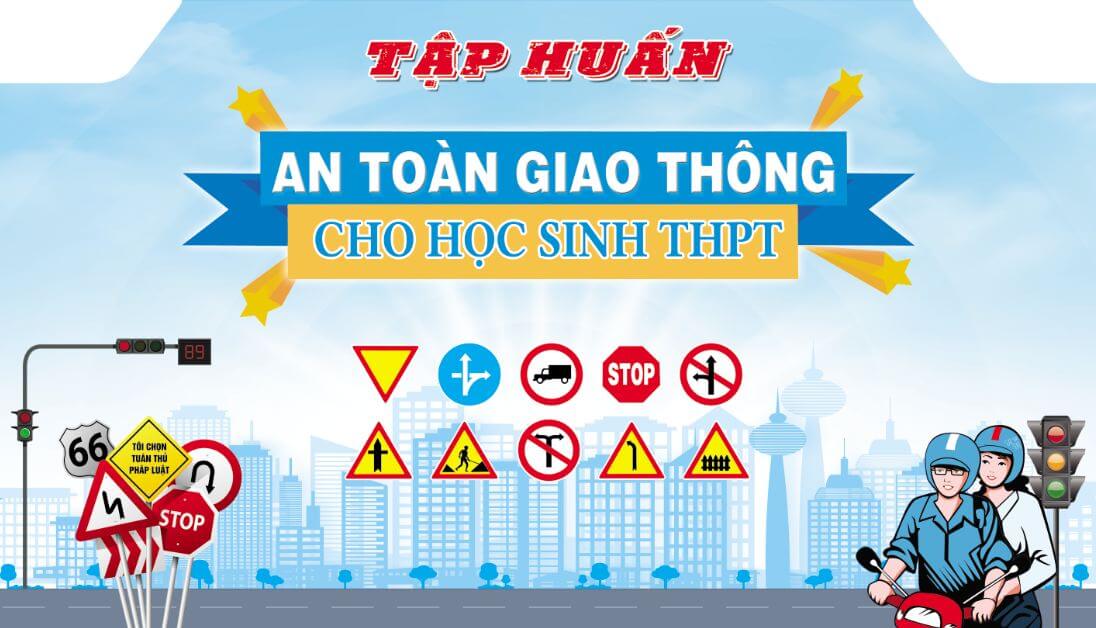 TẬP HUẤN
AN TOÀN GIAO THÔNG
CHO HỌC SINH THPT
89
STOP
66
TÔI CHỌN
TUÂN THỦ
PHÁP LUẬT
STOP